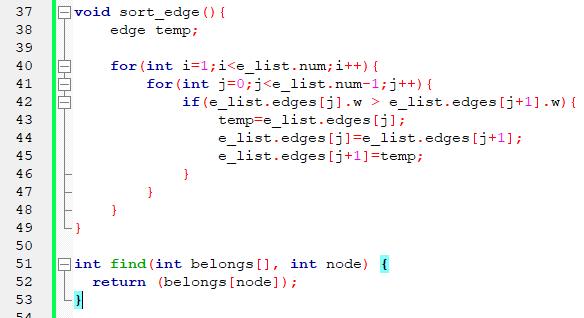 37 void sort_edge(){
38     edge temp;
39
40     for(int i=1;i<e_list.num;i++){
41         for(int j=0;j<e_list.num-1;j++){
42             if(e_list.edges[j].w > e_list.edges[j+1].w){
43                 temp=e_list.edges[j];
44                 e_list.edges[j]=e_list.edges[j+1];
45                 e_list.edges[j+1]=temp;
46             }
47         }
48     }
49 }
50
51 int find(int belongs[], int node) {
52   return (belongs[node]);
53 }
54